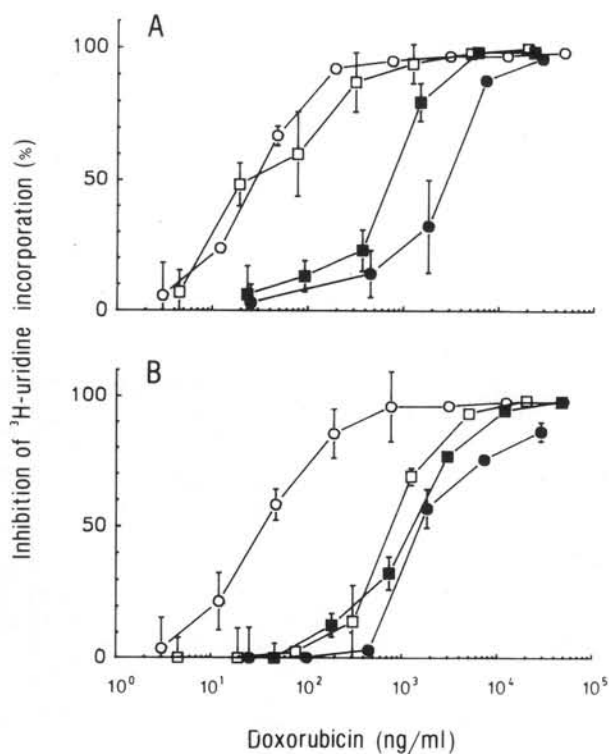 A
100
50
0
B
100
50
0
10⁰ 10¹ 10² 10³ 10⁴ 10⁵
Doxorubicin (ng/ml)
Inhibition of ³H-uridine incorporation (%)